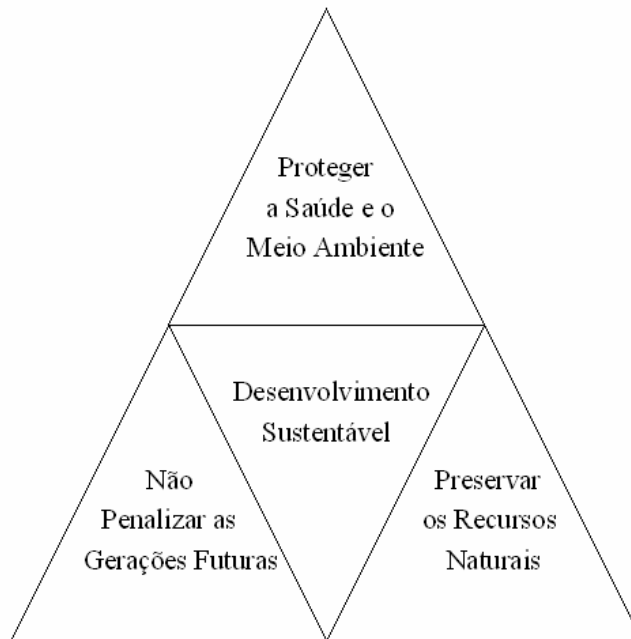 Proteger
a Saúde e o
Meio Ambiente
Desenvolvimento
Sustentável
Não
Penalizar as
Gerações Futuras
Preservar
os Recursos
Naturais